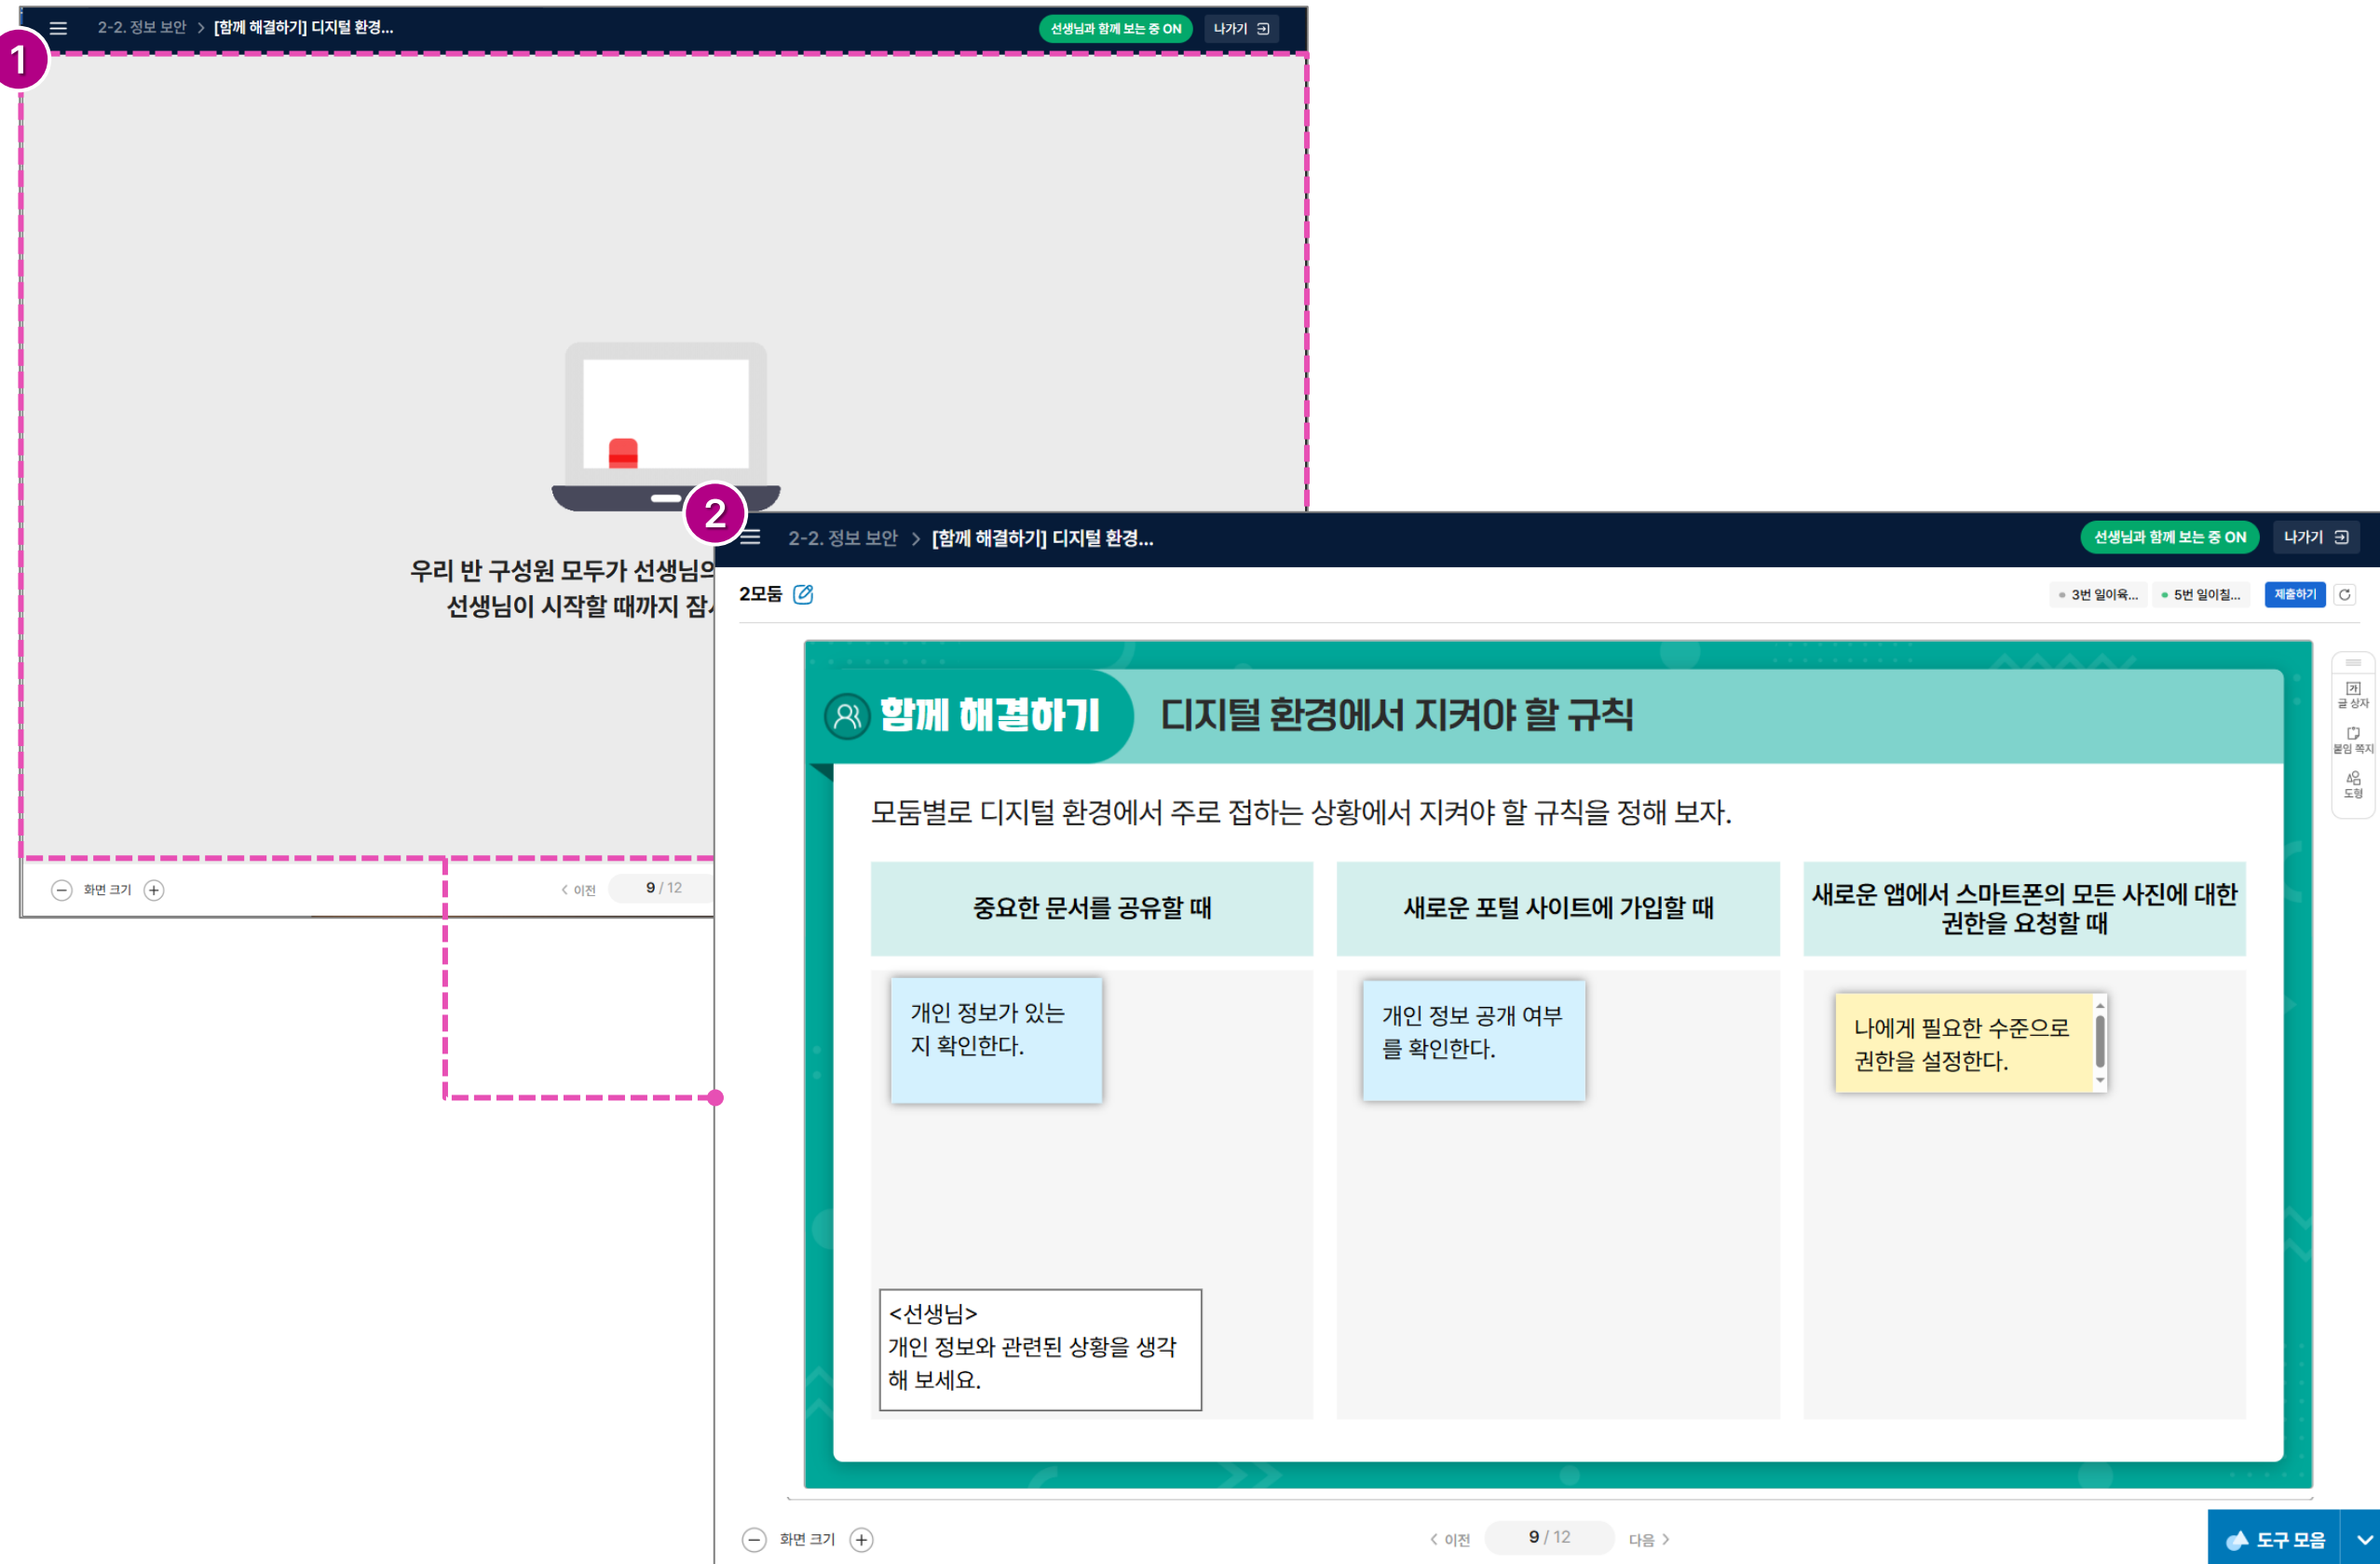 2-2. 정보 보안 > [함께 해결하기] 디지털 환경...
선생님과 함께 보는 중 ON
나가기
1
우리 반 구성원 모두가 선생님의
선생님이 시작할 때까지 잠시
화면 크기
< 이전
9 / 12
2
2-2. 정보 보안 > [함께 해결하기] 디지털 환경...
선생님과 함께 보는 중 ON
나가기
2모둠
3번 일이육...
5번 일이칠...
제출하기
함께 해결하기
디지털 환경에서 지켜야 할 규칙
가
글 상자
붙임 쪽지
도형
모둠별로 디지털 환경에서 주로 접하는 상황에서 지켜야 할 규칙을 정해 보자.
중요한 문서를 공유할 때
새로운 포털 사이트에 가입할 때
새로운 앱에서 스마트폰의 모든 사진에 대한
권한을 요청할 때
개인 정보가 있는
지 확인한다.
개인 정보 공개 여부
를 확인한다.
나에게 필요한 수준으로
권한을 설정한다.
<선생님>
개인 정보와 관련된 상황을 생각
해 보세요.
화면 크기
< 이전
9 / 12
다음 >
도구 모음